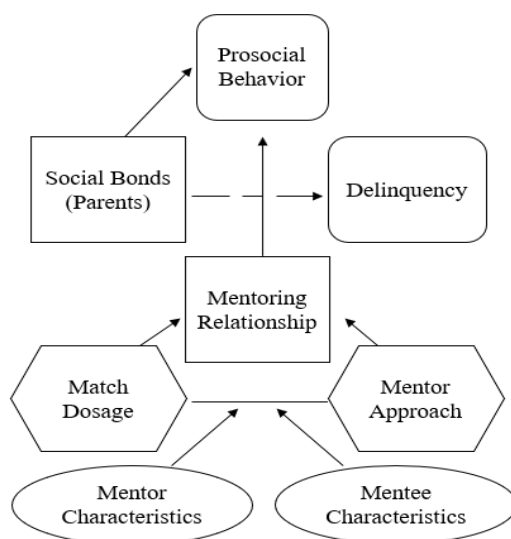 Prosocial
Behavior
Social Bonds
(Parents)
Delinquency
Mentoring
Relationship
Match
Dosage
Mentor
Approach
Mentor
Characteristics
Mentee
Characteristics